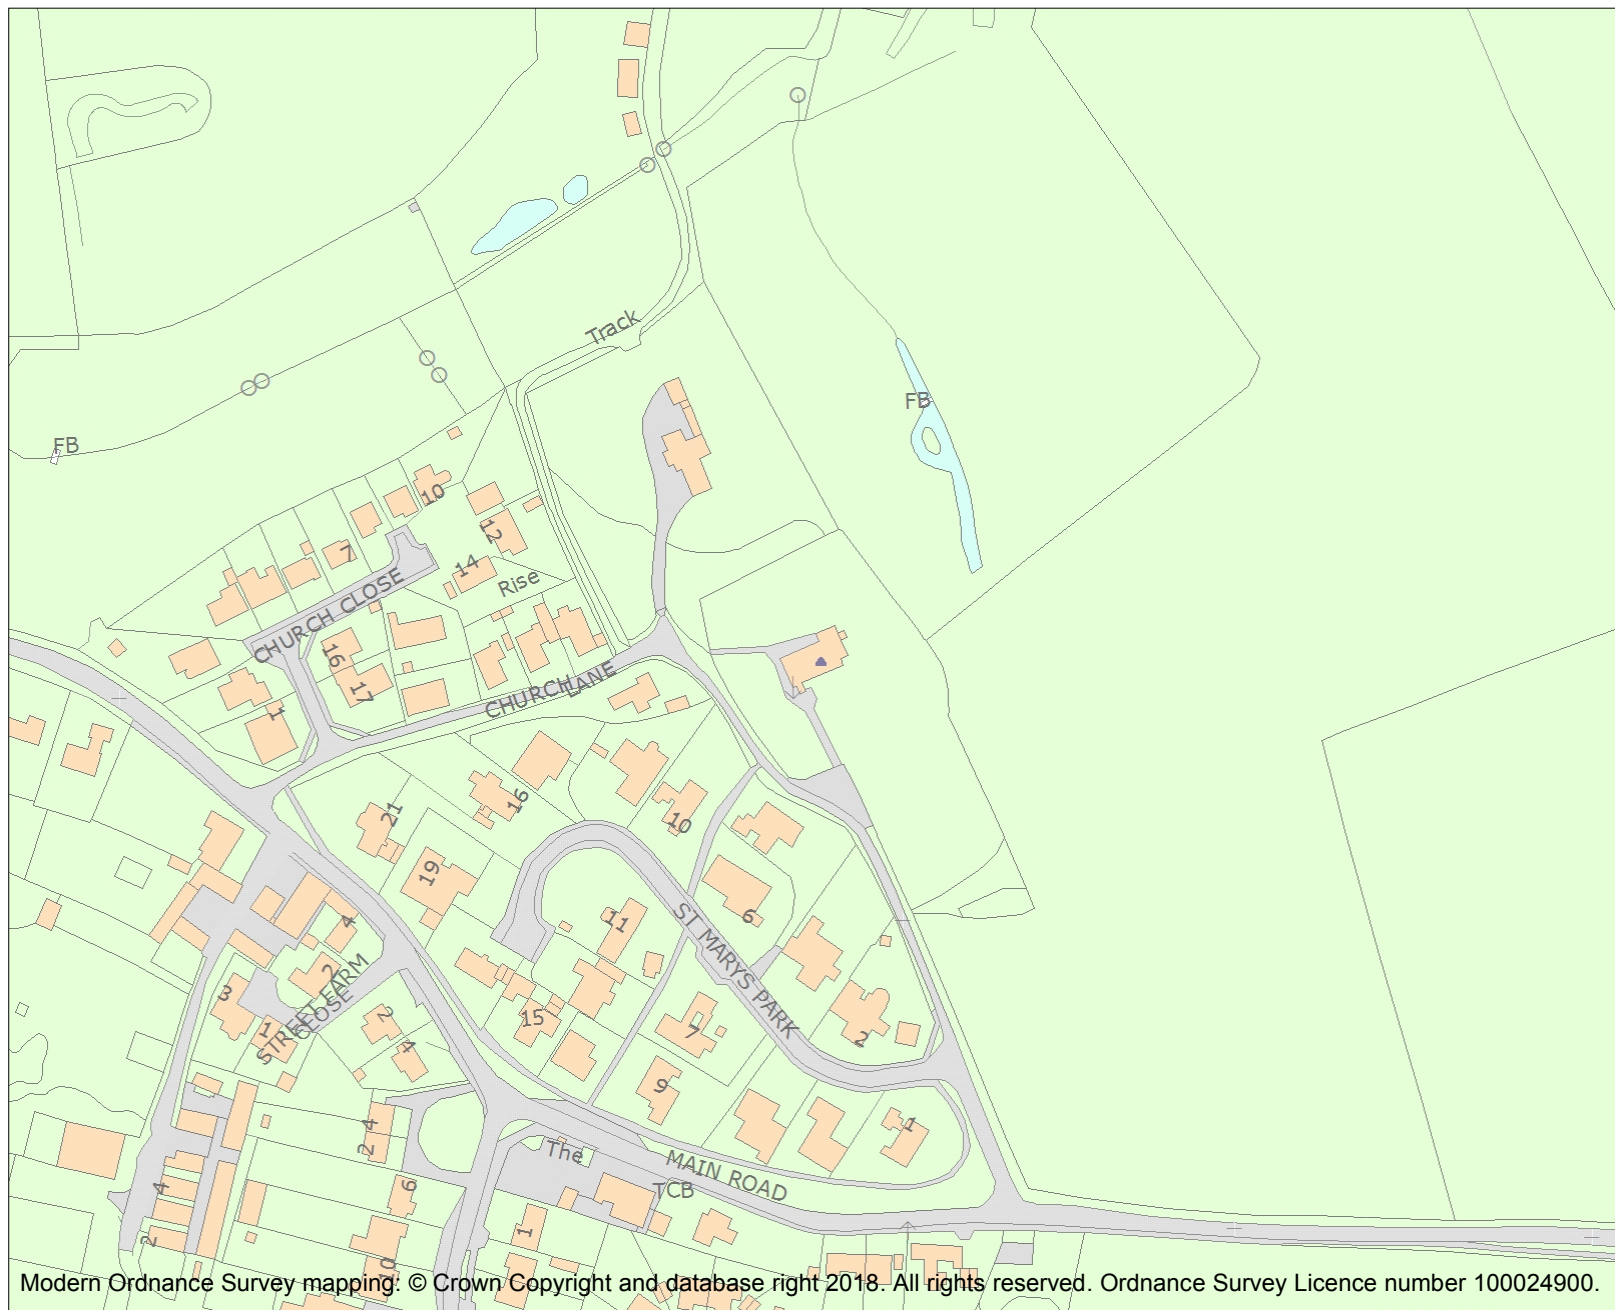 Track
FB
FB
10
12
7
14
Rise
CHURCH CLOSE
16
17
CHURCH LANE
1
21
16
10
19
11
6
ST MARYS PARK
4
2
3
STREET FARM
CLOSE
1
2
4
15
7
2
9
1
4
2
The
MAIN ROAD
TCB
6
4
2
1
Modern Ordnance Survey mapping: © Crown Copyright and database right 2018. All rights reserved. Ordnance Survey Licence number 100024900.